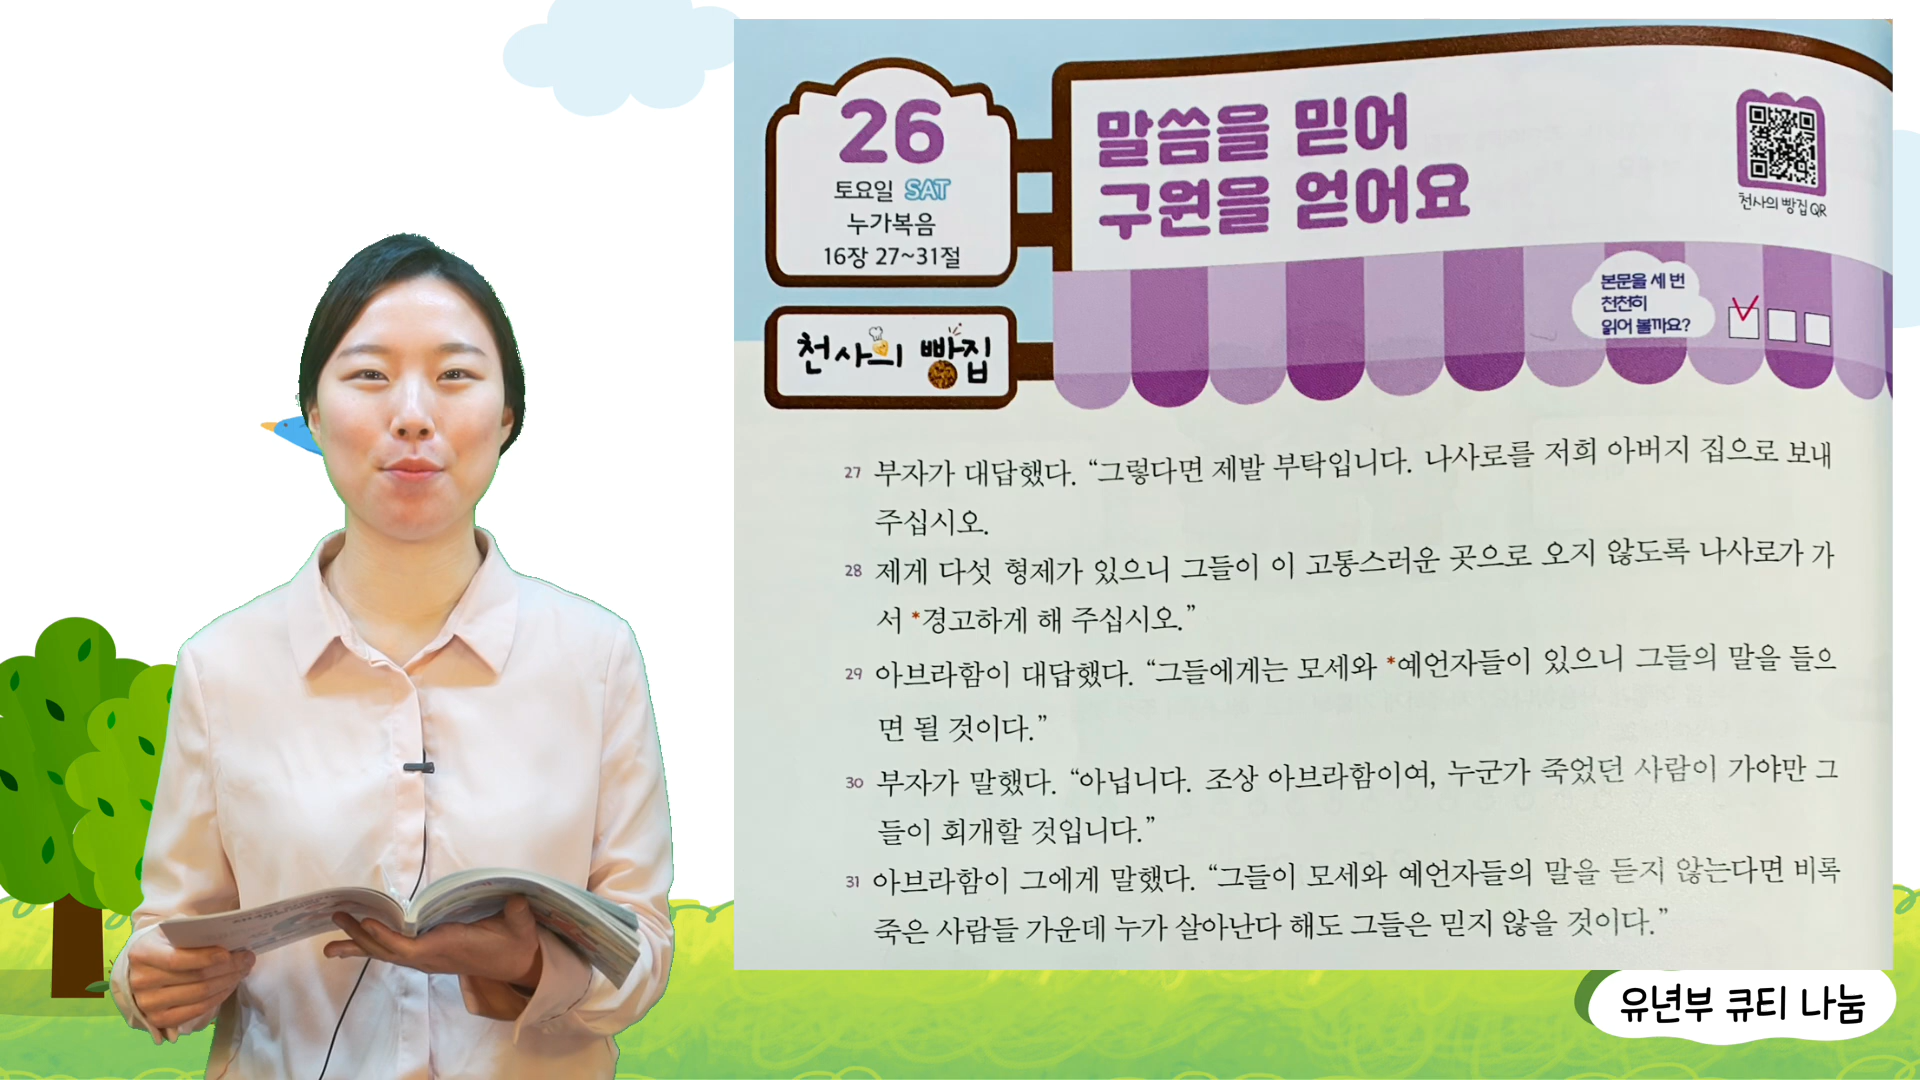 26
토요일 SAT
누가복음
16장 27~31절
천사의 빵집
말씀을 믿어
구원을 얻어요
천사의 빵집 QR
본문을 세 번
천천히
읽어 볼까요?
27 부자가 대답했다. “그렇다면 제발 부탁입니다. 나사로를 저희 아버지 집으로 보내
주십시오.
28 제게 다섯 형제가 있으니 그들이 이 고통스러운 곳으로 오지 않도록 나사로가 가
서 *경고하게 해 주십시오.”
29 아브라함이 대답했다. “그들에게는 모세와 *예언자들이 있으니 그들의 말을 들으
면 될 것이다.”
30 부자가 말했다. “아닙니다. 조상 아브라함이여, 누군가 죽었던 사람이 가야만 그
들이 회개할 것입니다.”
31 아브라함이 그에게 말했다. “그들이 모세와 예언자들의 말을 듣지 않는다면 비록
죽은 사람들 가운데 누가 살아난다 해도 그들은 믿지 않을 것이다.”
유년부 큐티 나눔